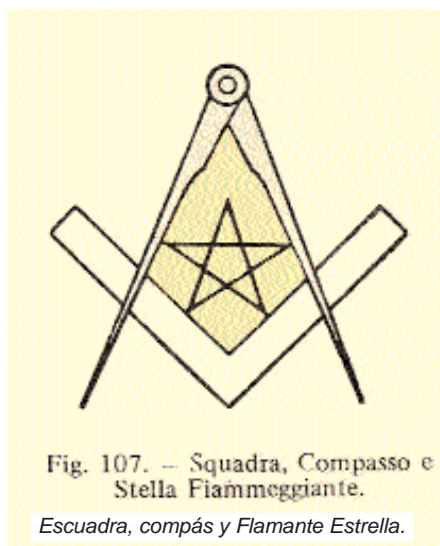 Fig. 107. — Squadra, Compasso e
Stella Fiammeggiante.
Escuadra, compás y Flamante Estrella.